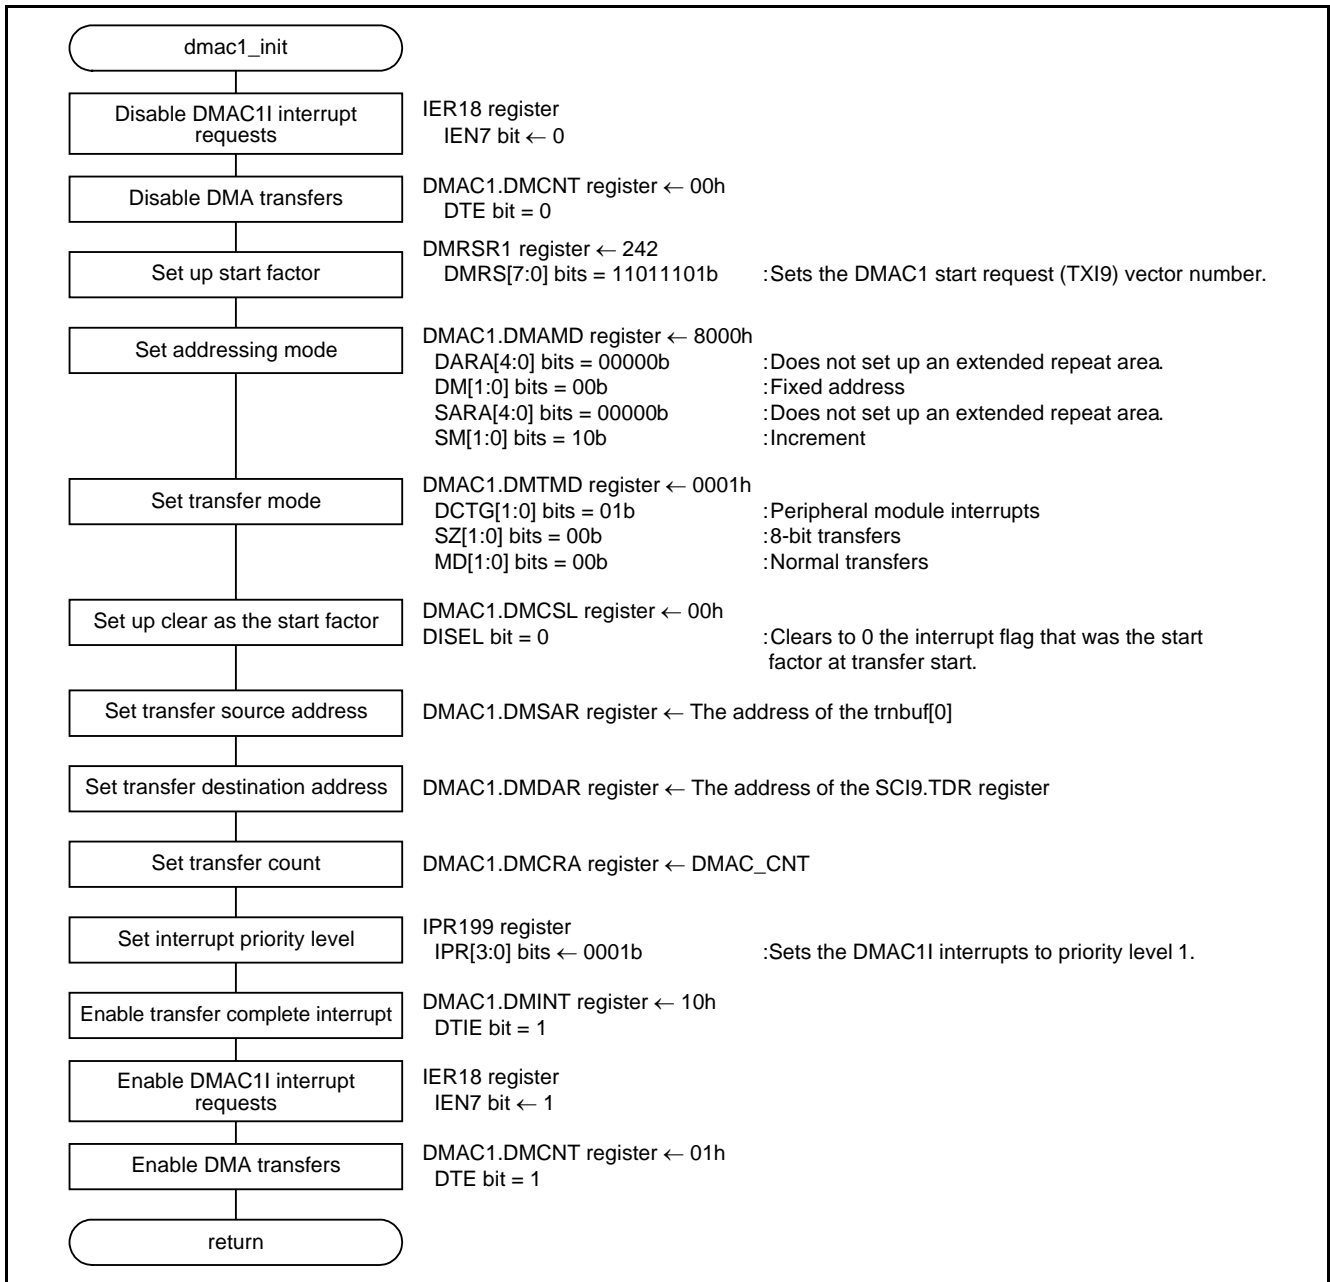 dmac1_init
Disable DMAC1I interrupt
requests
IER18 register
IEN7 bit ← 0
Disable DMA transfers
DMAC1.DMCNT register ← 00h
DTE bit = 0
Set up start factor
DMRSR1 register ← 242
DMRS[7:0] bits = 11011101b :Sets the DMAC1 start request (TXI9) vector number.
Set addressing mode
DMAC1.DMAMD register ← 8000h
DARA[4:0] bits = 00000b :Does not set up an extended repeat area.
DM[1:0] bits = 00b :Fixed address
SARA[4:0] bits = 00000b :Does not set up an extended repeat area.
SM[1:0] bits = 10b :Increment
Set transfer mode
DMAC1.DMTMD register ← 0001h
DCTG[1:0] bits = 01b :Peripheral module interrupts
SZ[1:0] bits = 00b :8-bit transfers
MD[1:0] bits = 00b :Normal transfers
Set up clear as the start factor
DMAC1.DMCSL register ← 00h
DISEL bit = 0 :Clears to 0 the interrupt flag that was the start
factor at transfer start.
Set transfer source address
DMAC1.DMSAR register ← The address of the trnbuf[0]
Set transfer destination address
DMAC1.DMDAR register ← The address of the SCI9.TDR register
Set transfer count
DMAC1.DMCRA register ← DMAC_CNT
Set interrupt priority level
IPR199 register
IPR[3:0] bits ← 0001b :Sets the DMAC1I interrupts to priority level 1.
Enable transfer complete interrupt
DMAC1.DMINT register ← 10h
DTIE bit = 1
Enable DMAC1I interrupt
requests
IER18 register
IEN7 bit ← 1
Enable DMA transfers
DMAC1.DMCNT register ← 01h
DTE bit = 1
return